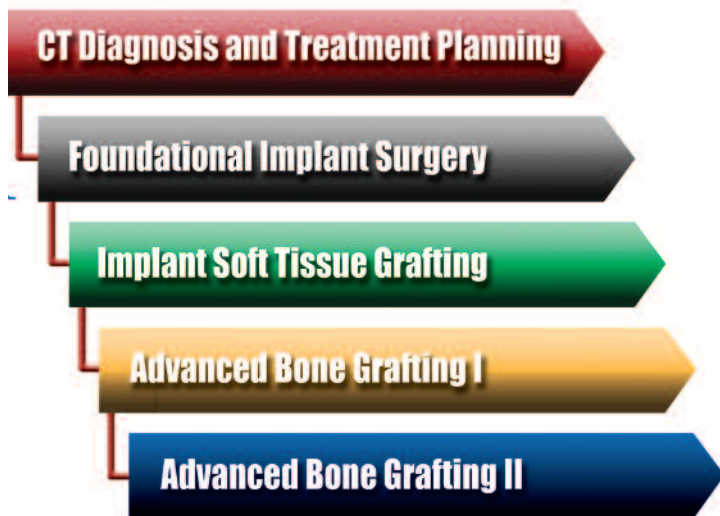 CT Diagnosis and Treatment Planning
Foundational Implant Surgery
Implant Soft Tissue Grafting
Advanced Bone Grafting I
Advanced Bone Grafting II